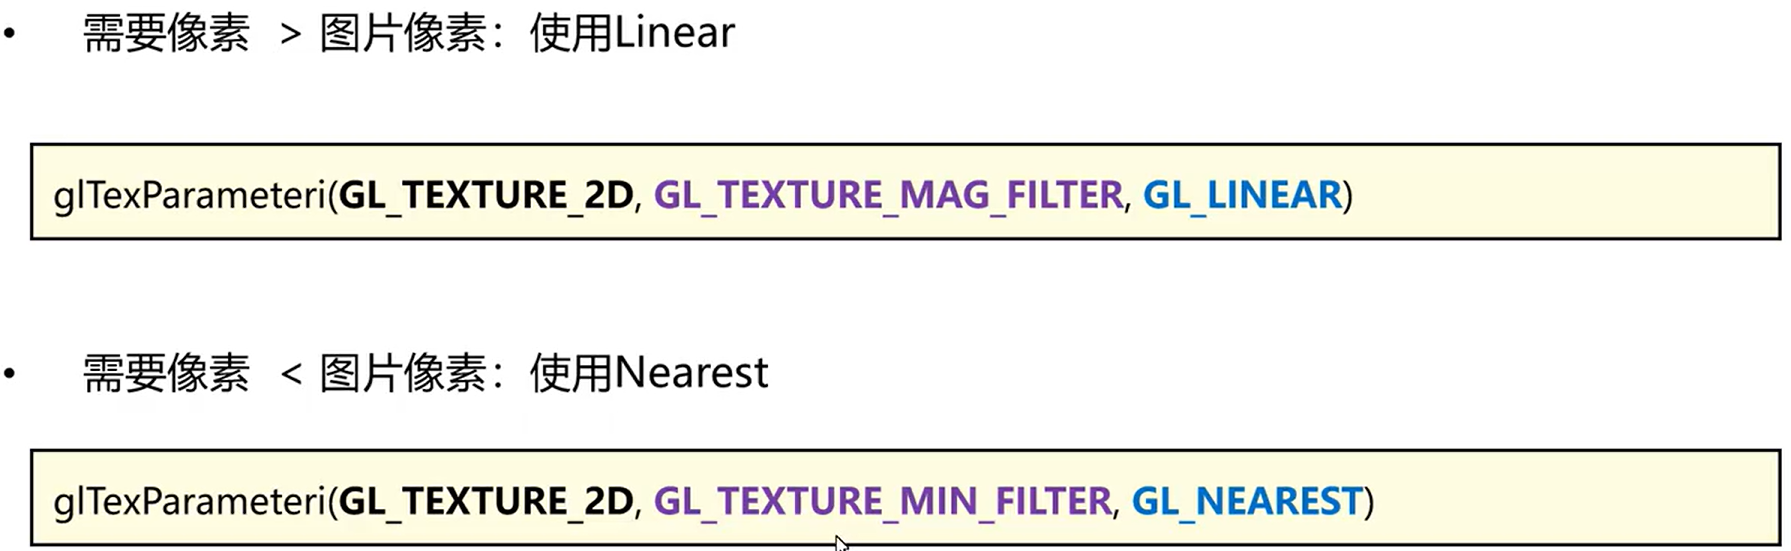 • 需要像素 > 图片像素：使用Linear
glTexParameteri(GL_TEXTURE_2D, GL_TEXTURE_MAG_FILTER, GL_LINEAR)
• 需要像素 < 图片像素：使用Nearest
glTexParameteri(GL_TEXTURE_2D, GL_TEXTURE_MIN_FILTER, GL_NEAREST)